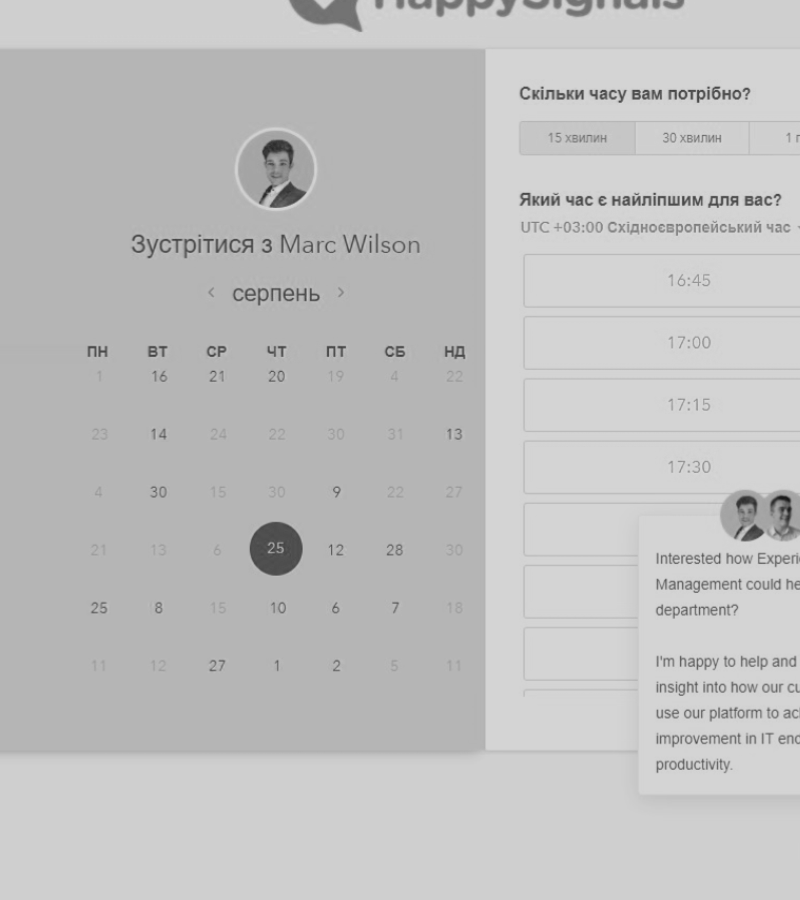 HappySignals
Зустрітися з Marc Wilson
серпень
ПН ВТ СР ЧТ ПТ СБ НД
1 16 21 20 19 4 22
23 14 24 22 30 31 13
4 30 15 30 9 22 27
21 13 6 25 12 28 30
25 8 15 10 6 7 18
11 12 27 1 2 5 11
Скільки часу вам потрібно?
15 хвилин 30 хвилин 1
Який час є найліпшим для вас?
UTC +03:00 Східноєвропейський час
16:45
17:00
17:15
17:30
Interested how
Management could
department?
I'm happy to help and
insight into how our
use our platform to
improvement in IT
productivity.